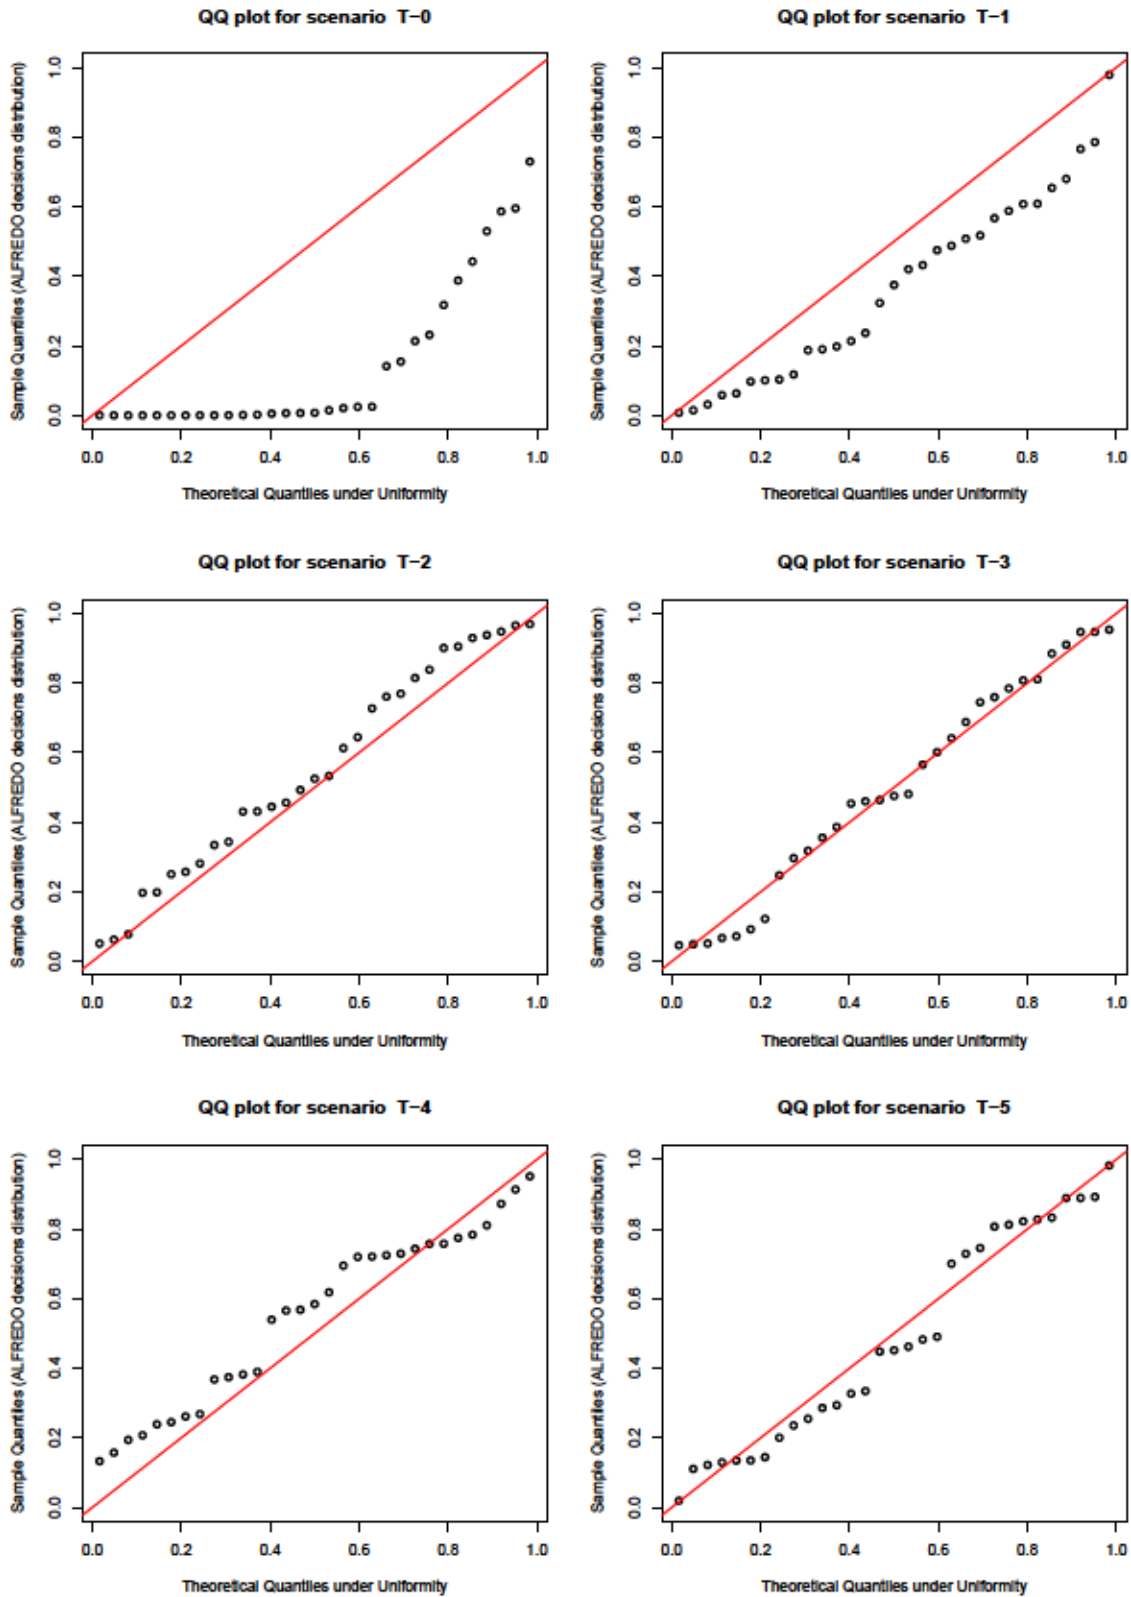 QQ plot for scenario T−0
Sample Quantiles (ALFREDO decisions distribution)
1.0
0.8
0.6
0.4
0.2
0.0
0.0 0.2 0.4 0.6 0.8 1.0
Theoretical Quantiles under Uniformity
QQ plot for scenario T−1
Sample Quantiles (ALFREDO decisions distribution)
1.0
0.8
0.6
0.4
0.2
0.0
0.0 0.2 0.4 0.6 0.8 1.0
Theoretical Quantiles under Uniformity
QQ plot for scenario T−2
Sample Quantiles (ALFREDO decisions distribution)
1.0
0.8
0.6
0.4
0.2
0.0
0.0 0.2 0.4 0.6 0.8 1.0
Theoretical Quantiles under Uniformity
QQ plot for scenario T−3
Sample Quantiles (ALFREDO decisions distribution)
1.0
0.8
0.6
0.4
0.2
0.0
0.0 0.2 0.4 0.6 0.8 1.0
Theoretical Quantiles under Uniformity
QQ plot for scenario T−4
Sample Quantiles (ALFREDO decisions distribution)
1.0
0.8
0.6
0.4
0.2
0.0
0.0 0.2 0.4 0.6 0.8 1.0
Theoretical Quantiles under Uniformity
QQ plot for scenario T−5
Sample Quantiles (ALFREDO decisions distribution)
1.0
0.8
0.6
0.4
0.2
0.0
0.0 0.2 0.4 0.6 0.8 1.0
Theoretical Quantiles under Uniformity